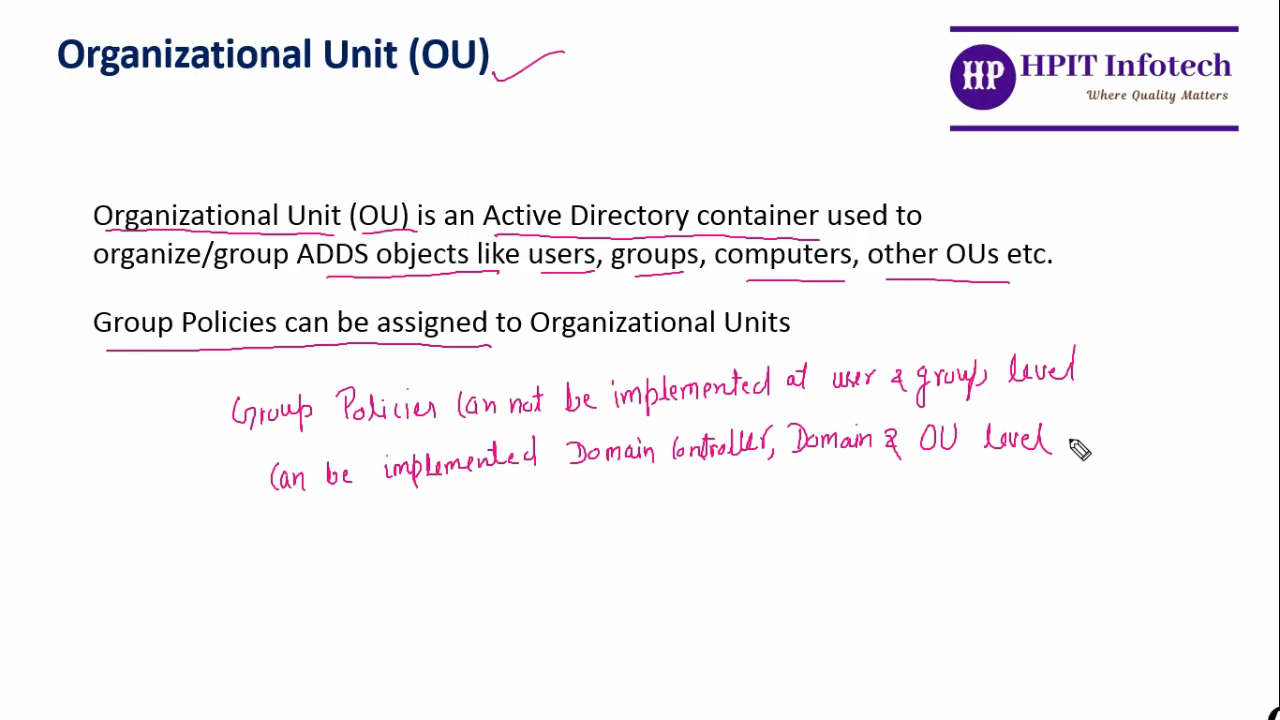 Organizational Unit (OU)
HP
HPIT Infotech
Where Quality Matters
Organizational Unit (OU) is an Active Directory container used to
organize/group ADDS objects like users, groups, computers, other OUs etc.
Group Policies can be assigned to Organizational Units
Group Policies Can not be implemented at user & groups level
Can be implemented Domain Controller, Domain & OU level